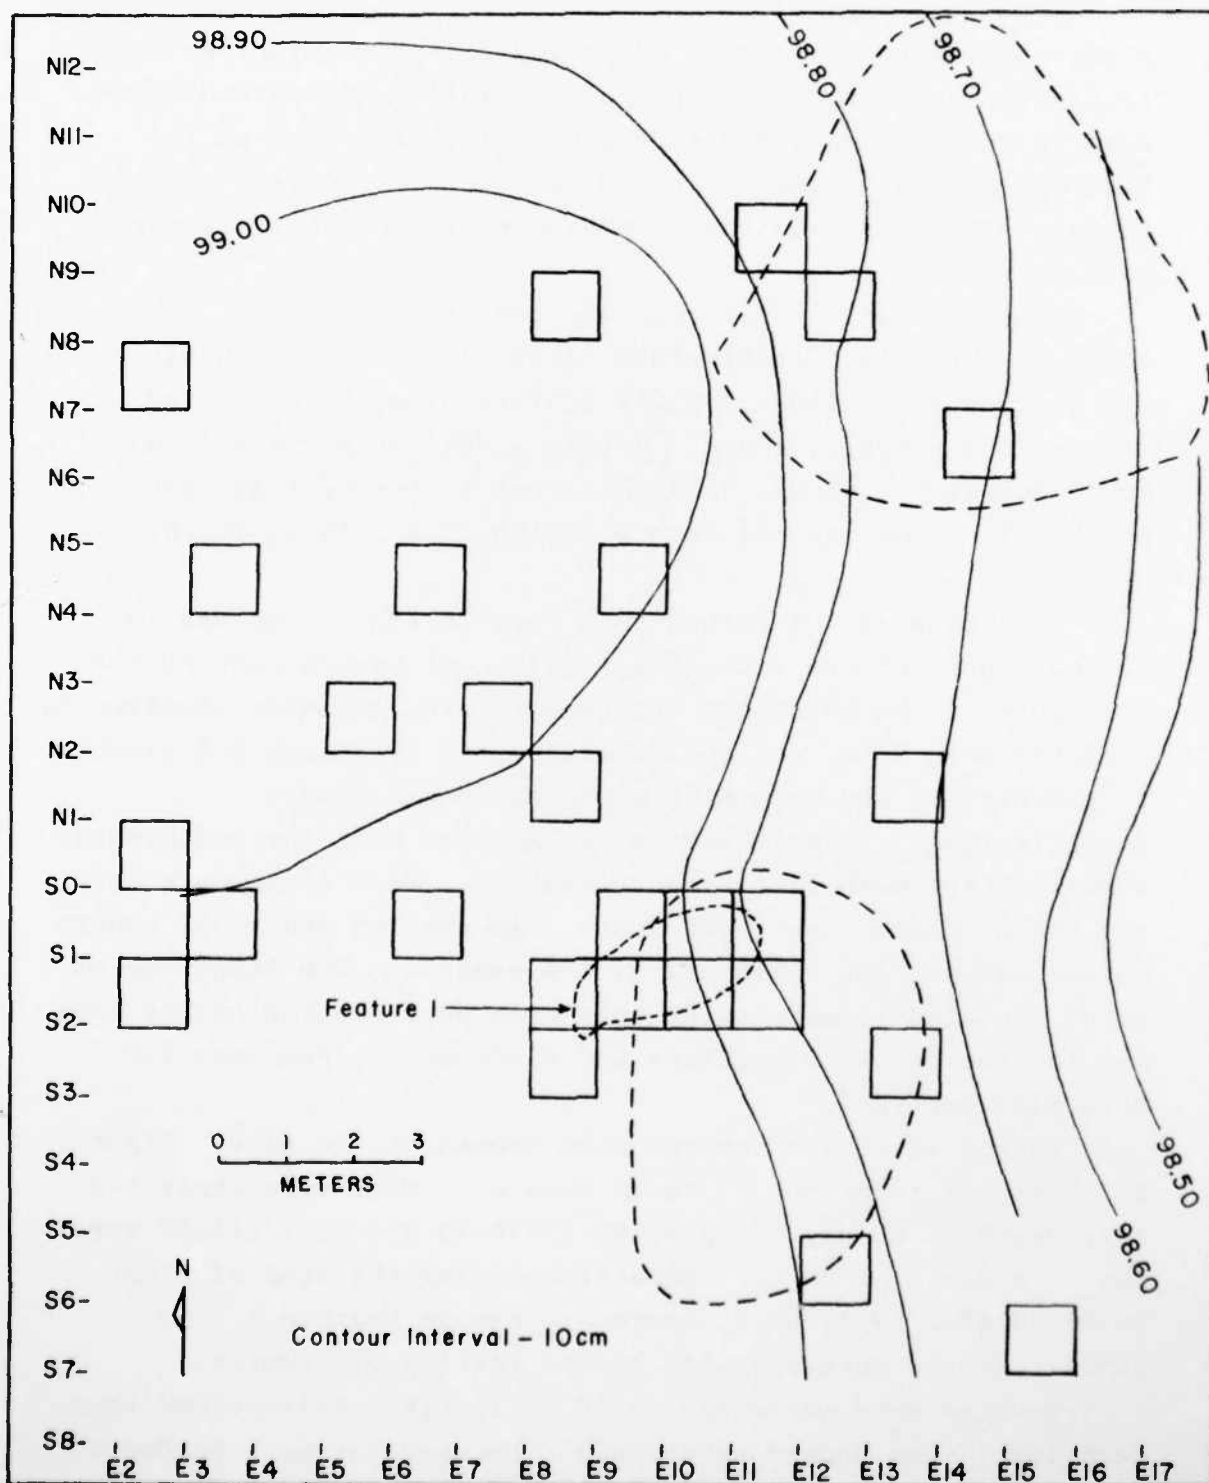 98.90
98.80
98.70
N12-
N11-
N10-
99.00
N9-
N8-
N7-
N6-
N5-
N4-
N3-
N2-
N1-
S0-
S1-
Feature 1
S2-
S3-
0 1 2 3
METERS
S4-
98.50
S5-
98.60
N
S6-
Contour Interval - 10cm
S7-
S8-
E2 E3 E4 E5 E6 E7 E8 E9 E10 E11 E12 E13 E14 E15 E16 E17